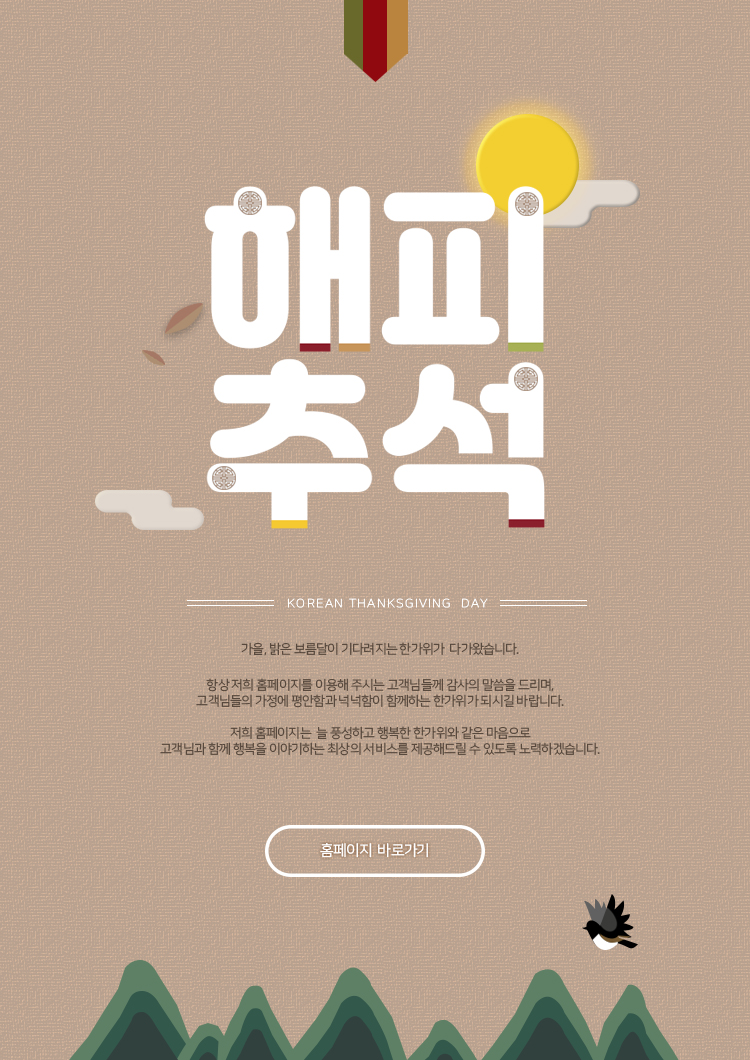 해피
추석
KOREAN THANKSGIVING DAY
가을, 밝은 보름달이 기다려지는 한가위가 다가왔습니다.
항상 저희 홈페이지를 이용해 주시는 고객님들께 감사의 말씀을 드리며,
고객님들의 가정에 평안함과 넉넉함이 함께하는 한가위가 되시길 바랍니다.
저희 홈페이지는 늘 풍성하고 행복한 한가위와 같은 마음으로
고객님과 함께 행복을 이야기하는 최상의 서비스를 제공해드릴 수 있도록 노력하겠습니다.
홈페이지 바로가기